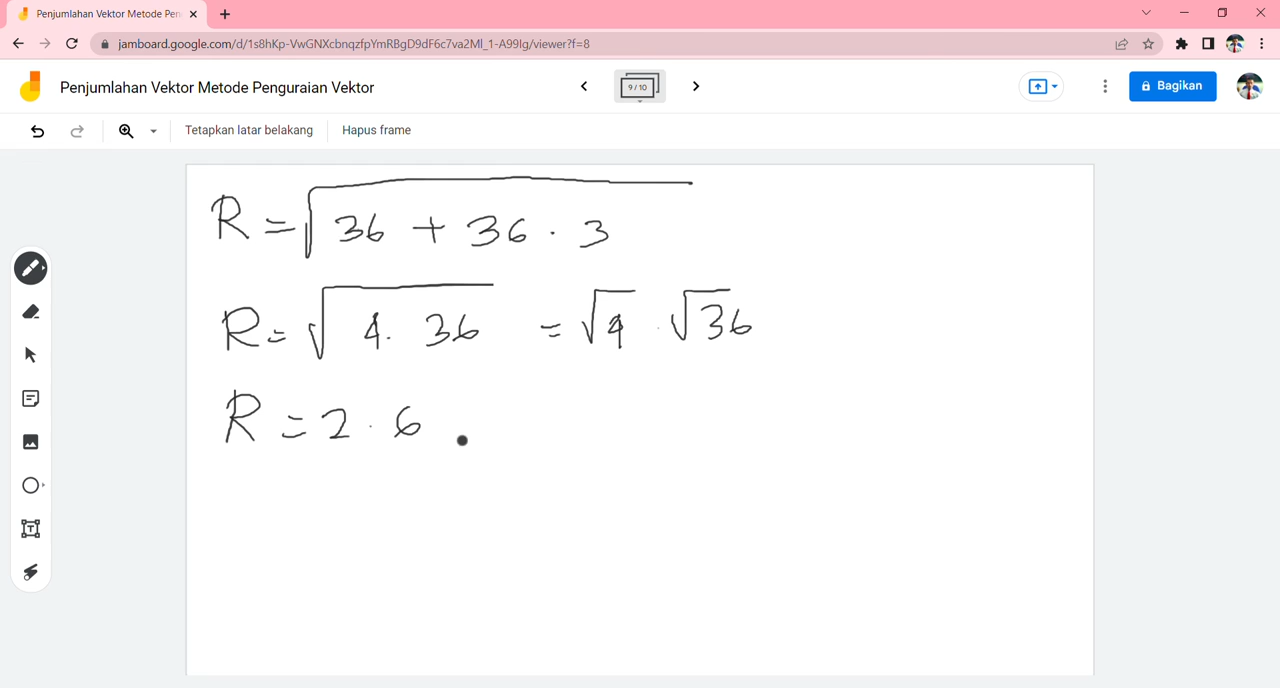 Penjumlahan Vektor Metode Pen
jamboard.google.com/d/1s8hKp-VwGNXcbnqzfpYmRBgD9dF6c7va2Ml_1-A99Ig/viewer?f=8
Penjumlahan Vektor Metode Penguraian Vektor
9 / 10
Bagikan
Tetapkan latar belakang
Hapus frame
R = √36 + 36 · 3
R = √4 · 36 = √4 · √36
R = 2 · 6